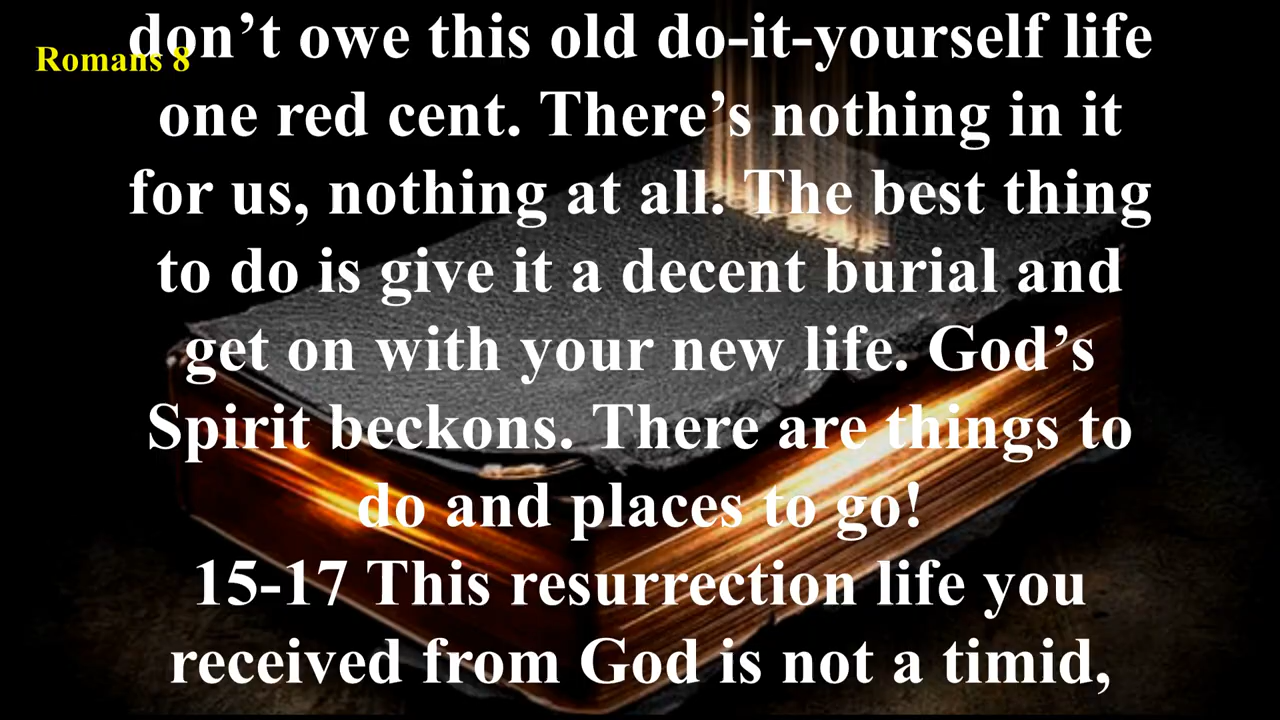 don’t owe this old do-it-yourself life
Romans 8
one red cent. There’s nothing in it
for us, nothing at all. The best thing
to do is give it a decent burial and
get on with your new life. God’s
Spirit beckons. There are things to
do and places to go!
15-17 This resurrection life you
received from God is not a timid,